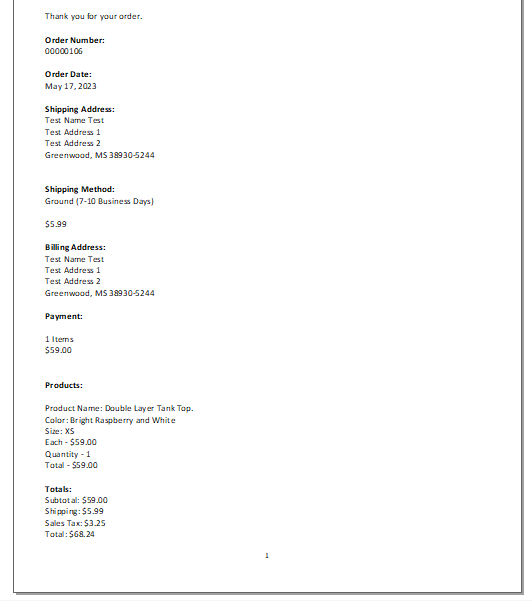 Thank you for your order.
Order Number:
00000106
Order Date:
May 17, 2023
Shipping Address:
Test Name Test
Test Address 1
Test Address 2
Greenwood, MS 38930-5244
Shipping Method:
Ground (7-10 Business Days)
$5.99
Billing Address:
Test Name Test
Test Address 1
Test Address 2
Greenwood, MS 38930-5244
Payment:
1 Items
$59.00
Products:
Product Name: Double Layer Tank Top.
Color: Bright Raspberry and White
Size: XS
Each - $59.00
Quantity - 1
Total - $59.00
Totals:
Subtotal: $59.00
Shipping: $5.99
Sales Tax: $3.25
Total: $68.24
1